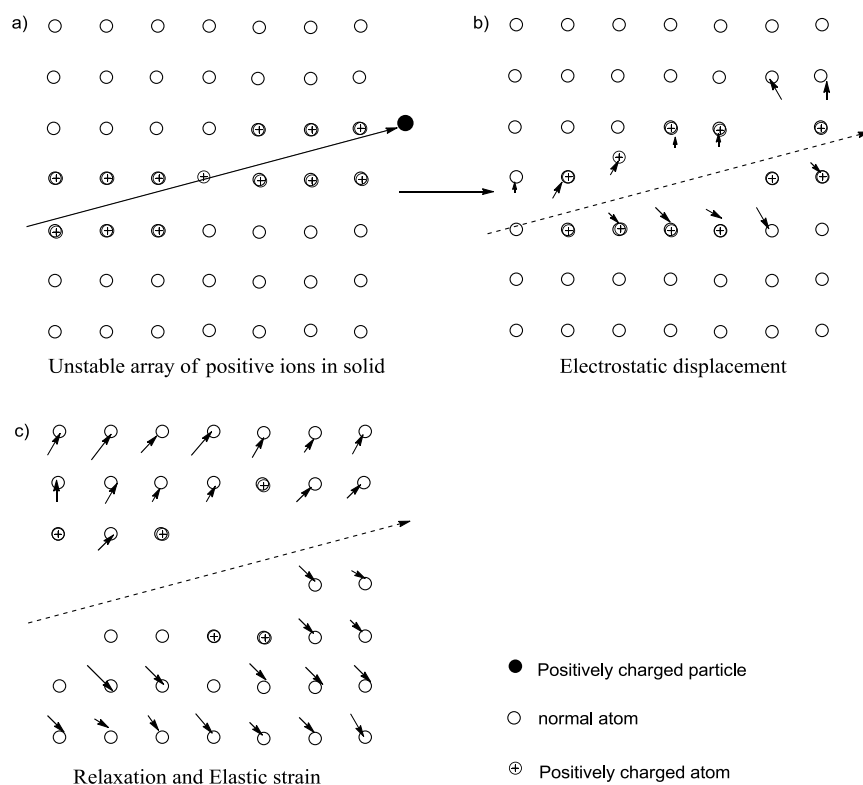 a)
b)
Unstable array of positive ions in solid
Electrostatic displacement
c)
Positively charged particle
normal atom
Positively charged atom
Relaxation and Elastic strain